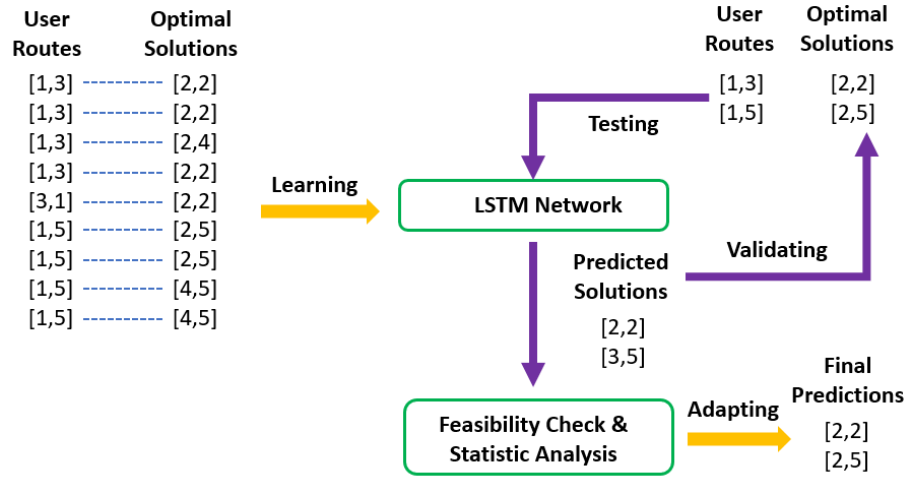 User Optimal
Routes Solutions
[1,3] [2,2]
[1,3] [2,2]
[1,3] [2,4]
[1,3] [2,2]
[3,1] [2,2]
[1,5] [2,5]
[1,5] [2,5]
[1,5] [4,5]
[1,5] [4,5]
Learning
User Optimal
Routes Solutions
[1,3] [2,2]
[1,5] [2,5]
Testing
LSTM Network
Validating
Predicted
Solutions
[2,2]
[3,5]
Feasibility Check &
Statistic Analysis
Adapting
Final
Predictions
[2,2]
[2,5]